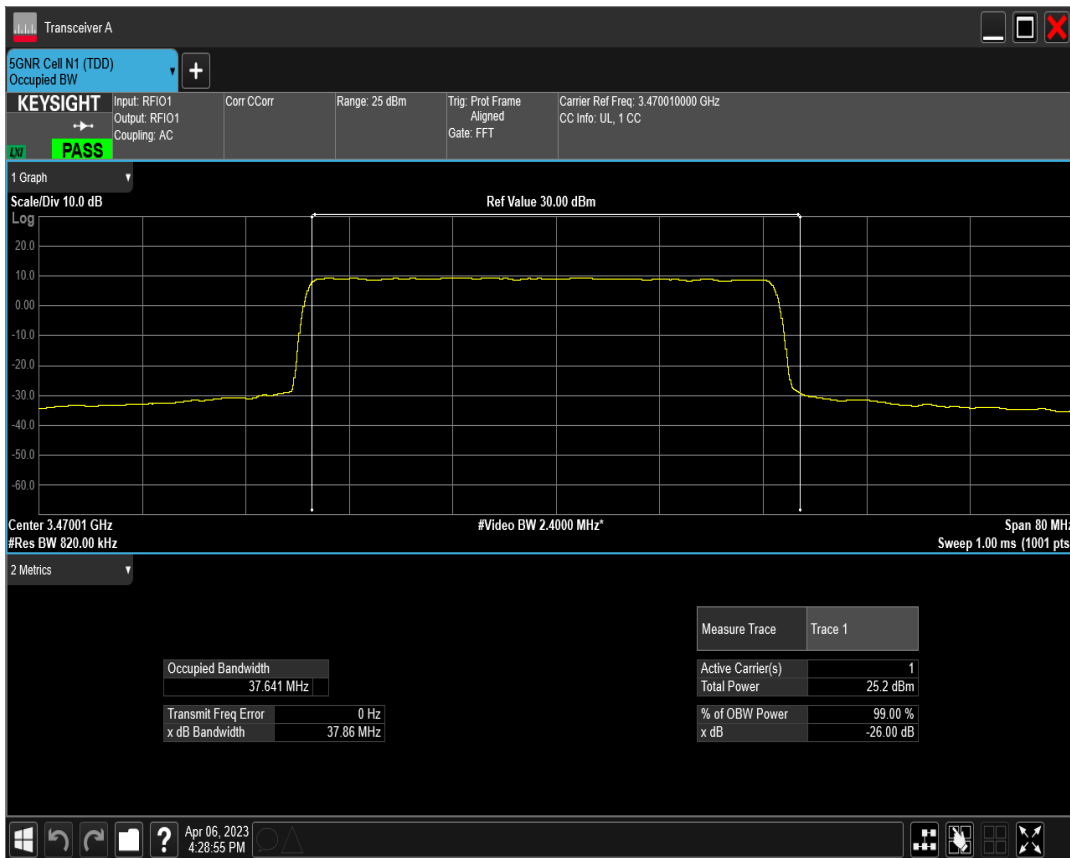 Transceiver A
5GNR Cell N1 (TDD)
Occupied BW
+
KEYSIGHT
LXI
PASS
Input: RFIO1
Output: RFIO1
Coupling: AC
Corr CCorr
Range: 25 dBm
Trig: Prot Frame
Aligned
Gate: FFT
Carrier Ref Freq: 3.470010000 GHz
CC Info: UL, 1 CC
1 Graph
Scale/Div 10.0 dB
Ref Value 30.00 dBm
Log
20.0
10.0
0.00
-10.0
-20.0
-30.0
-40.0
-50.0
-60.0
Center 3.47001 GHz
#Video BW 2.4000 MHz*
Span 80 MHz
#Res BW 820.00 kHz
Sweep 1.00 ms (1001 pts
2 Metrics
Measure Trace Trace 1
Occupied Bandwidth
37.641 MHz
Active Carrier(s) 1
Total Power 25.2 dBm
Transmit Freq Error 0 Hz
x dB Bandwidth 37.86 MHz
% of OBW Power 99.00 %
x dB -26.00 dB
?
Apr 06, 2023
4:28:55 PM